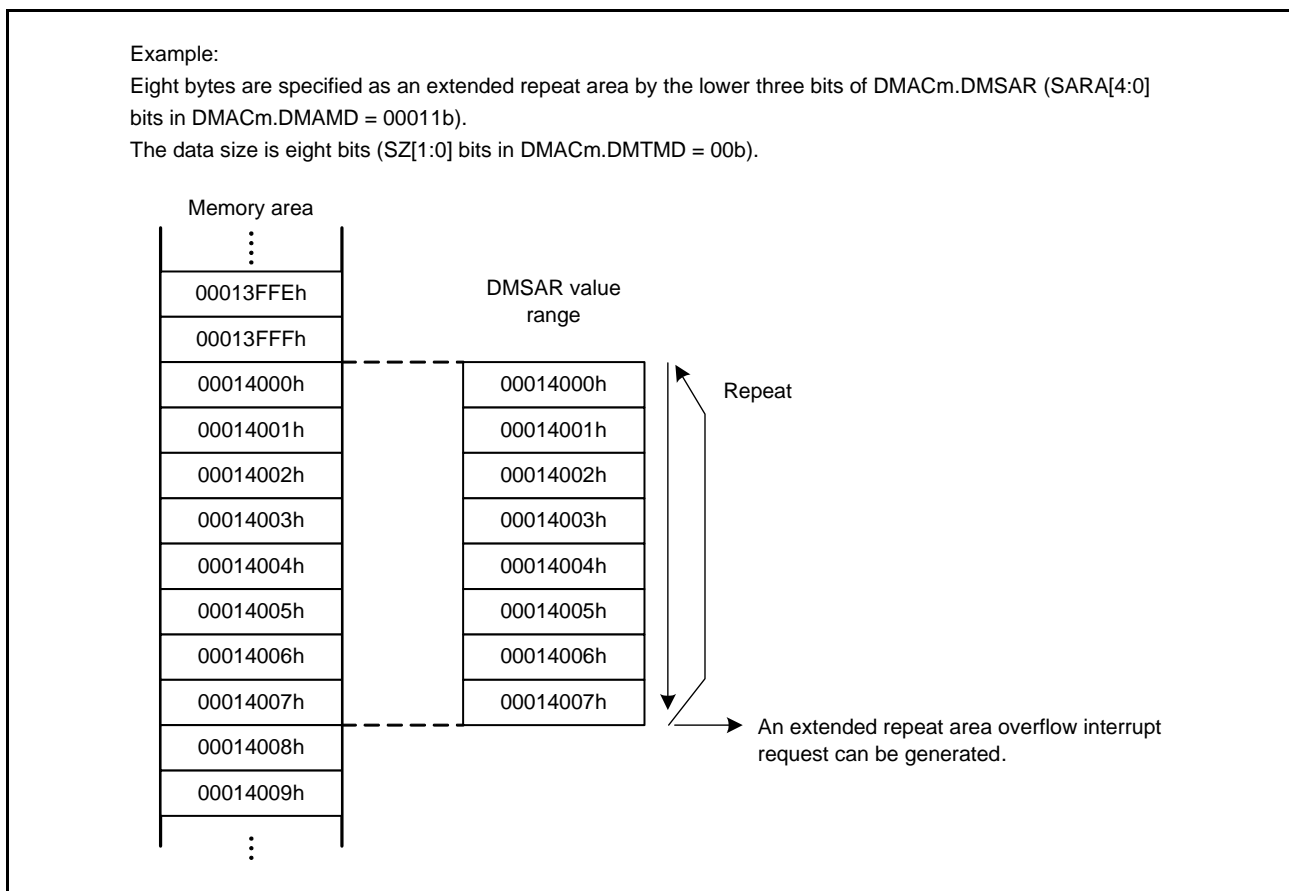 Example:
Eight bytes are specified as an extended repeat area by the lower three bits of DMACm.DMSAR (SARA[4:0]
bits in DMACm.DMAMD = 00011b).
The data size is eight bits (SZ[1:0] bits in DMACm.DMTMD = 00b).
Memory area
00013FFEh
00013FFFh
00014000h
00014001h
00014002h
00014003h
00014004h
00014005h
00014006h
00014007h
00014008h
00014009h
DMSAR value
range
00014000h
00014001h
00014002h
00014003h
00014004h
00014005h
00014006h
00014007h
Repeat
An extended repeat area overflow interrupt
request can be generated.